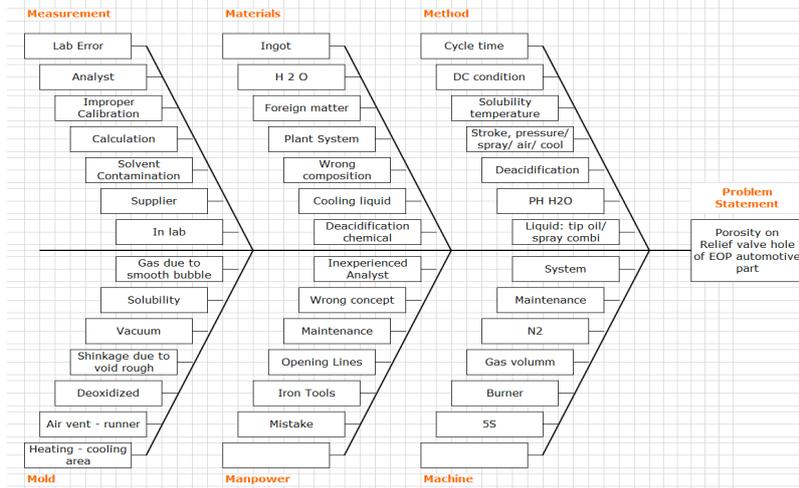 Measurement
Materials
Method
Lab Error
Ingot
Cycle time
Analyst
H 2 O
DC condition
Improper
Calibration
Foreign matter
Solubility
temperature
Calculation
Plant System
Stroke, pressure/
spray/ air/ cool
Solvent
Contamination
Wrong
composition
Deacidification
Supplier
Cooling liquid
PH H2O
In lab
Deacidification
chemical
Liquid: tip oil/
spray combi
Problem
Statement
Porosity on
Relief valve hole
of EOP automotive
part
Gas due to
smooth bubble
Inexperienced
Analyst
System
Solubility
Wrong concept
Maintenance
Vacuum
Maintenance
N2
Shinkage due to
void rough
Opening Lines
Gas volumm
Deoxidized
Iron Tools
Burner
Air vent - runner
Mistake
5S
Heating - cooling
area
Mold
Manpower
Machine